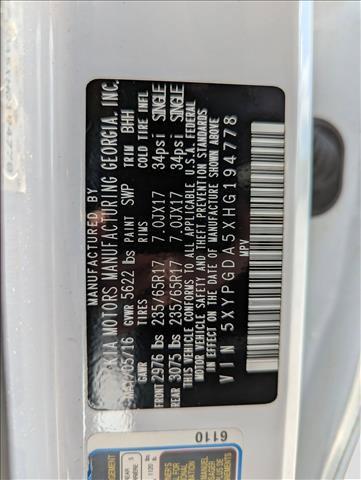 MANUFACTURED BY
KIA MOTORS MANUFACTURING GEORGIA, INC.
05/16 GVWR 5622 lbs PAINT SWP TRIM BHH
GAWR TIRES RIMS COLD TIRE INFL
FRONT 2976 lbs 235/65R17 7.0JX17 34psi SINGLE
REAR 3075 lbs 235/65R17 7.0JX17 34psi SINGLE
THIS VEHICLE CONFORMS TO ALL APPLICABLE U.S.A. FEDERAL
MOTOR VEHICLE SAFETY AND THEFT PREVENTION STANDARDS
IN EFFECT ON THE DATE OF MANUFACTURE SHOWN ABOVE
VIN 5XYPGDA5XHG194778
MPV
6110